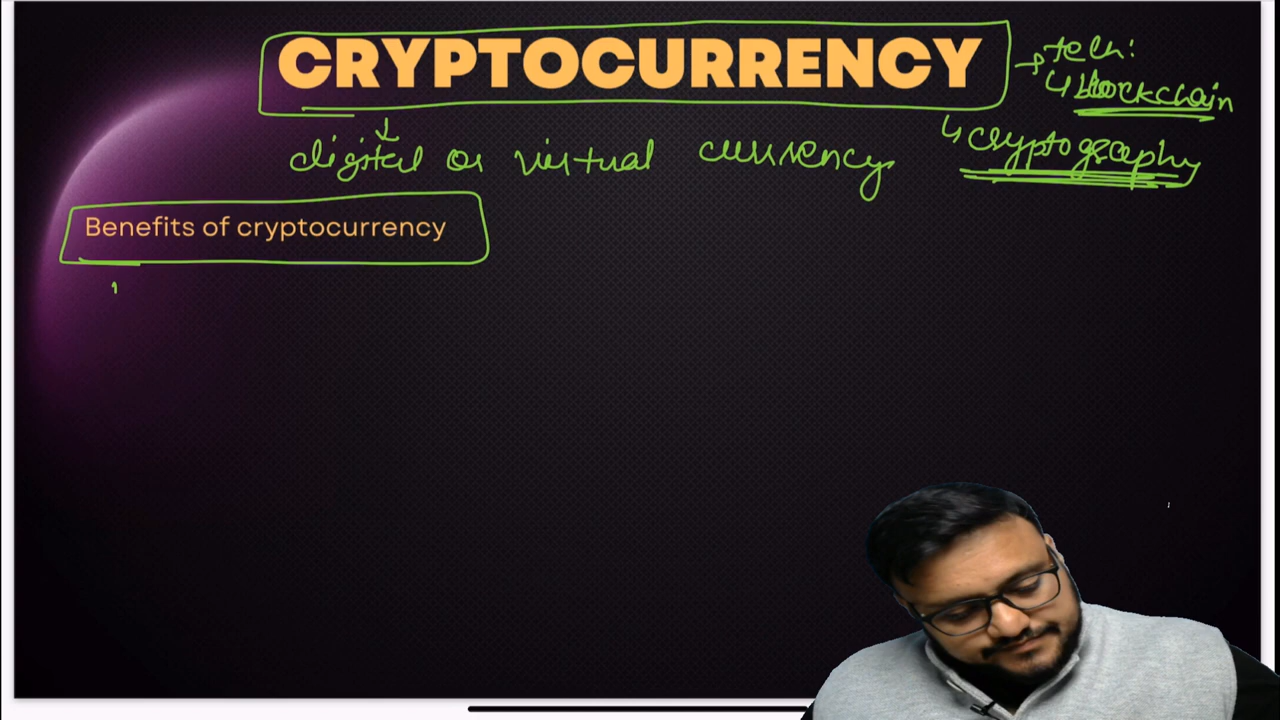 CRYPTOCURRENCY
tech:
blockchain
cryptography
digital or virtual currency
Benefits of cryptocurrency